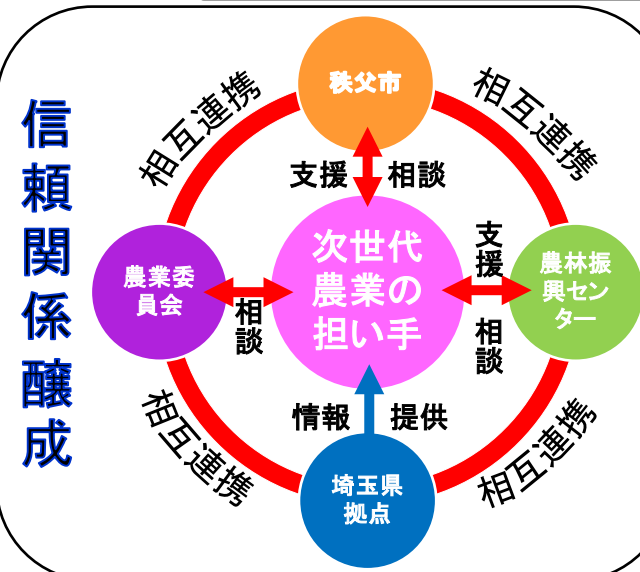 信頼関係醸成
秩父市
相互連携
相互連携
支援
相談
農業委
員会
相談
次世代
農業の
担い手
支援
相談
農林振
興セン
ター
情報
提供
相互連携
相互連携
埼玉県
拠点